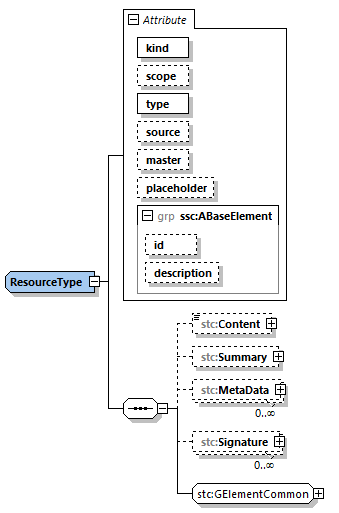 Attribute
kind
scope
type
source
master
placeholder
grp ssc:ABaseElement
id
description
ResourceType
stc:Content
stc:Summary
stc:MetaData
0..∞
stc:Signature
0..∞
stc:GElementCommon